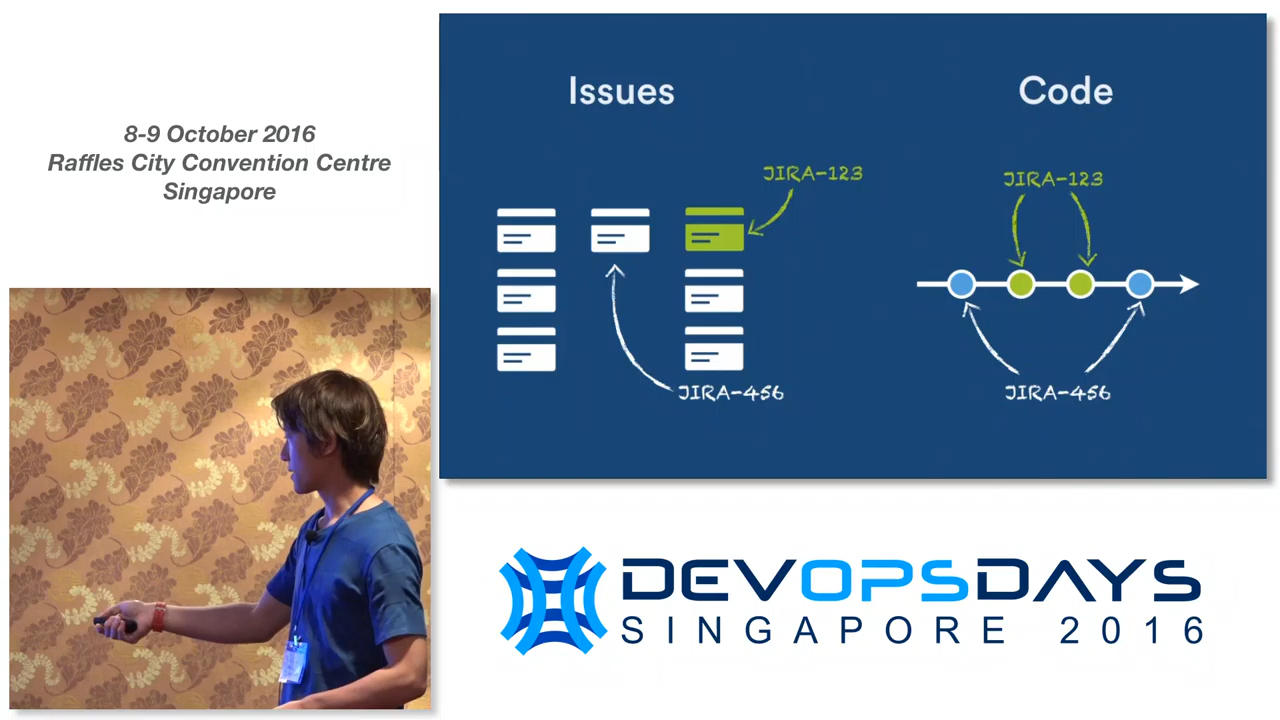 8-9 October 2016
Raffles City Convention Centre
Singapore
Issues
Code
JIRA-123
JIRA-123
JIRA-456
JIRA-456
DEVOPSDAYS
SINGAPORE 2016